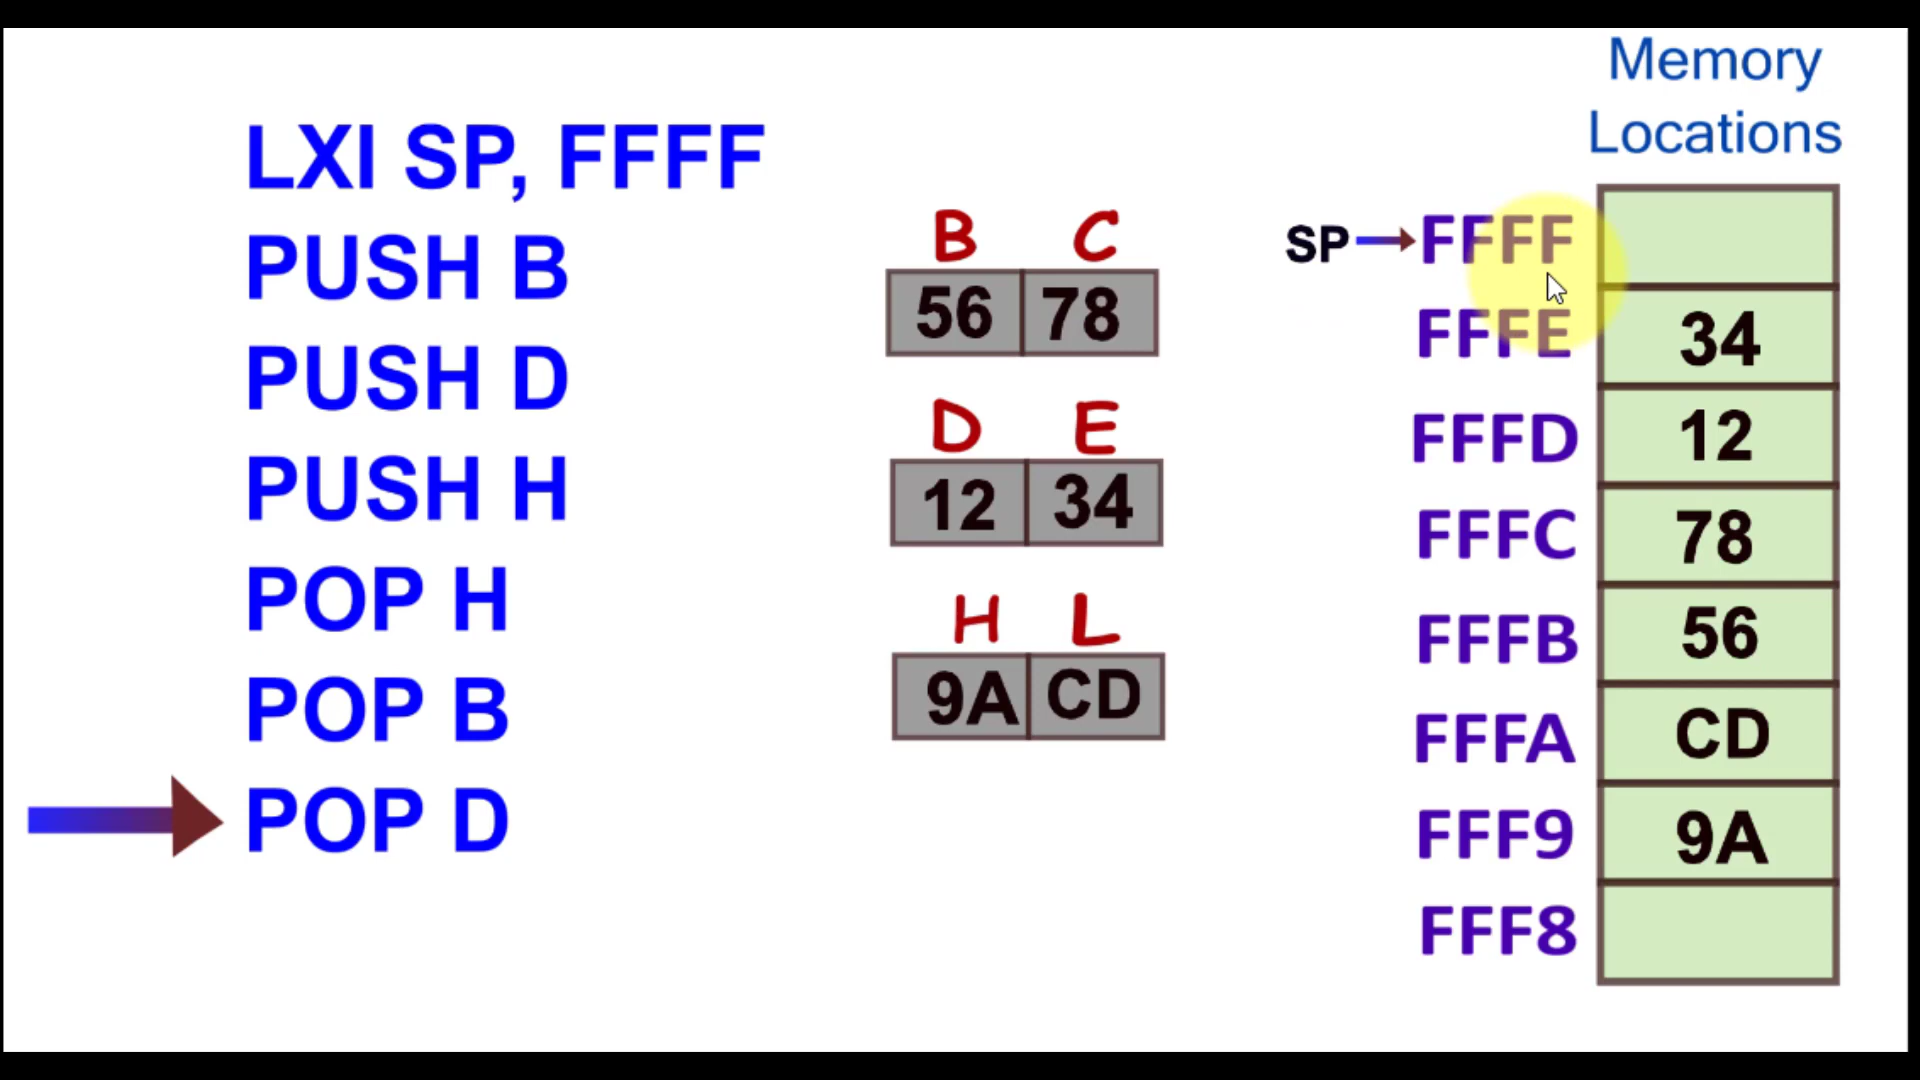 LXI SP, FFFF
PUSH B
PUSH D
PUSH H
POP H
POP B
POP D
B C
56 78
D E
12 34
H L
9A CD
Memory
Locations
SP FFFF
FFFE 34
FFFD 12
FFFC 78
FFFB 56
FFFA CD
FFF9 9A
FFF8